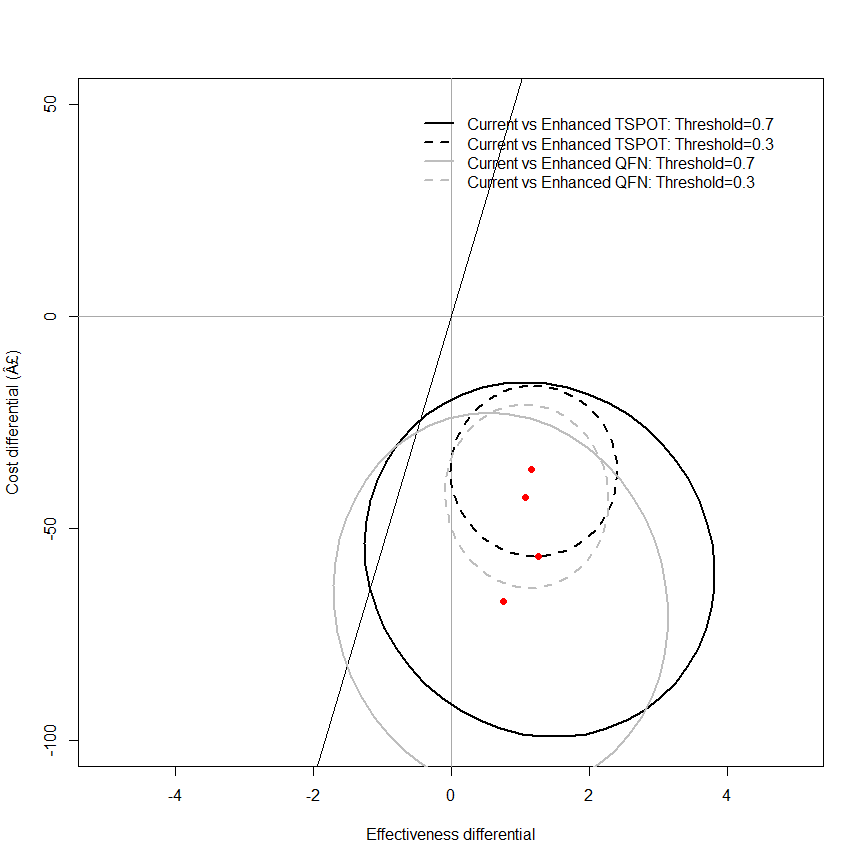 50
0
-50
-100
Cost differential (Â£)
Current vs Enhanced TSPOT: Threshold=0.7
Current vs Enhanced TSPOT: Threshold=0.3
Current vs Enhanced QFN: Threshold=0.7
Current vs Enhanced QFN: Threshold=0.3
-4 -2 0 2 4
Effectiveness differential